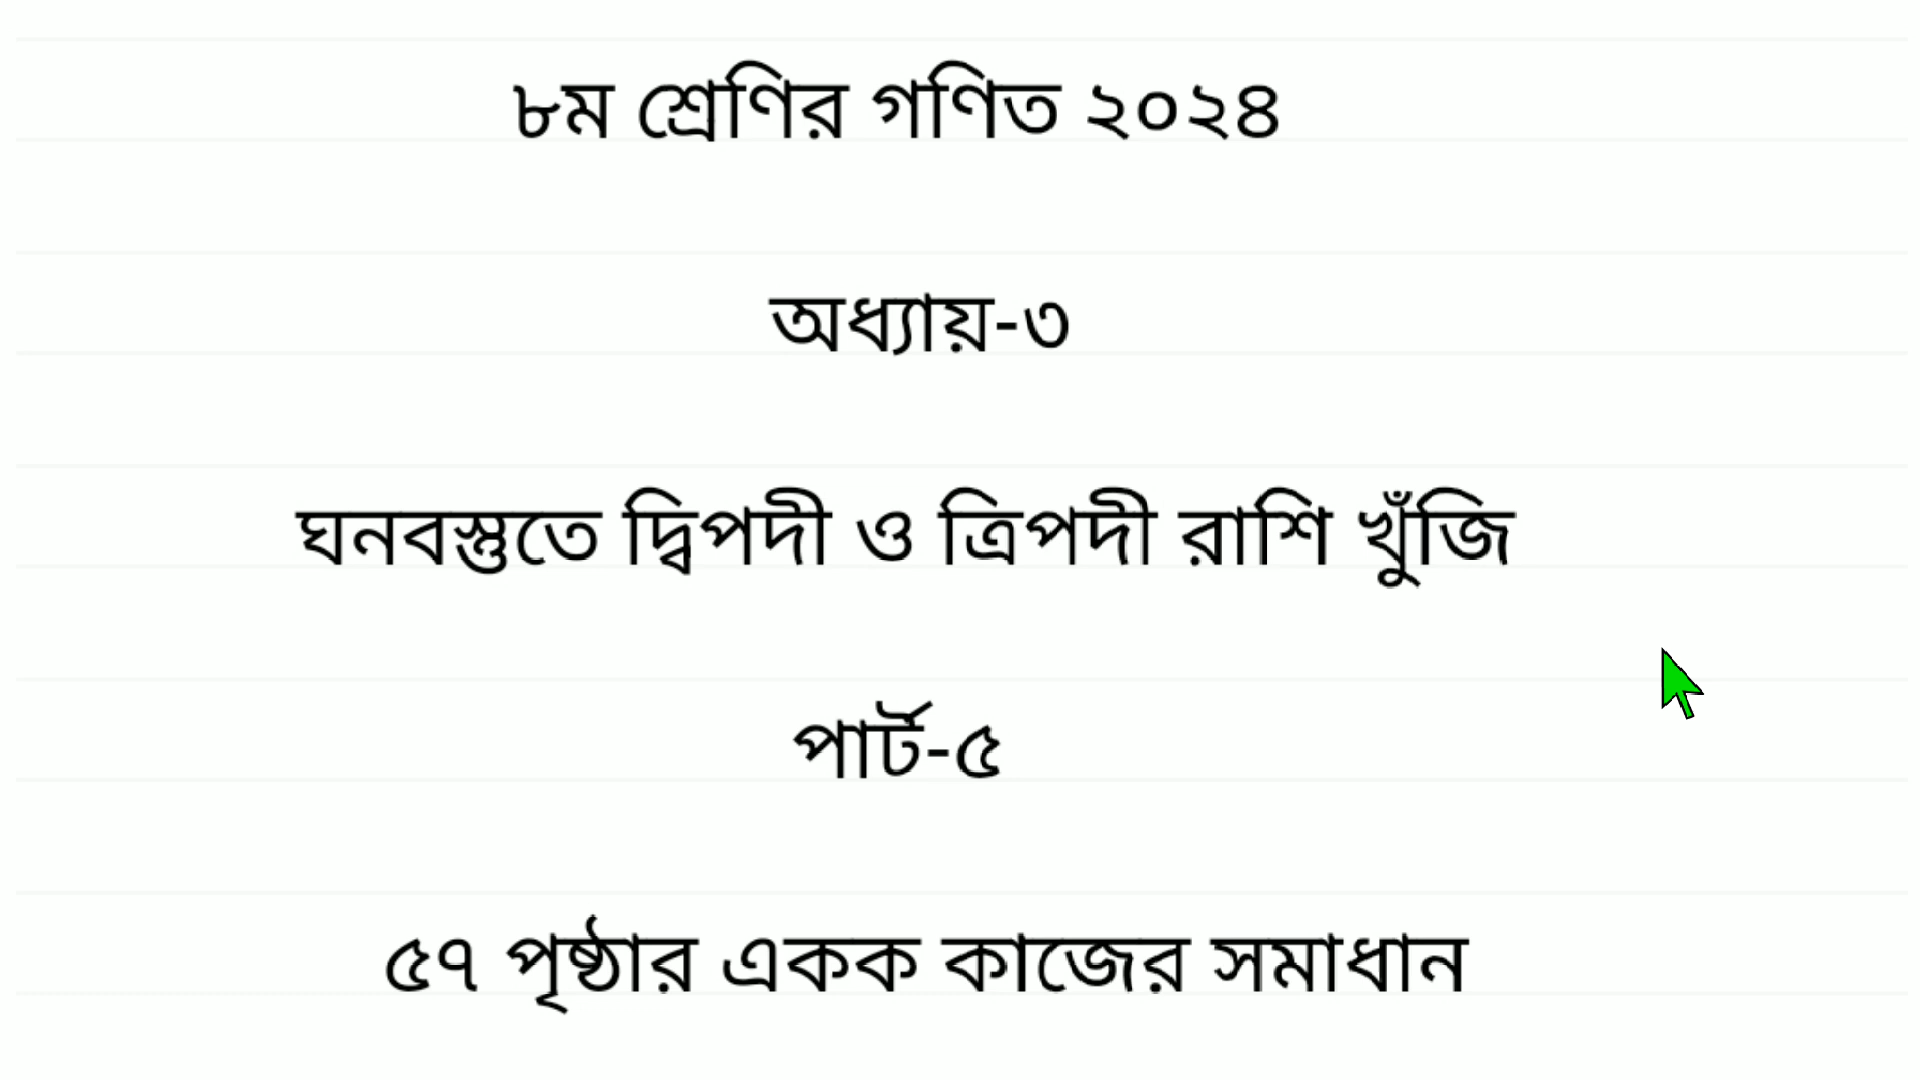 ৮ম শ্রেণির গণিত ২০২৪
অধ্যায়-৩
ঘনবস্তুতে দ্বিপদী ও ত্রিপদী রাশি খুঁজি
পার্ট-৫
৫৭ পৃষ্ঠার একক কাজের সমাধান